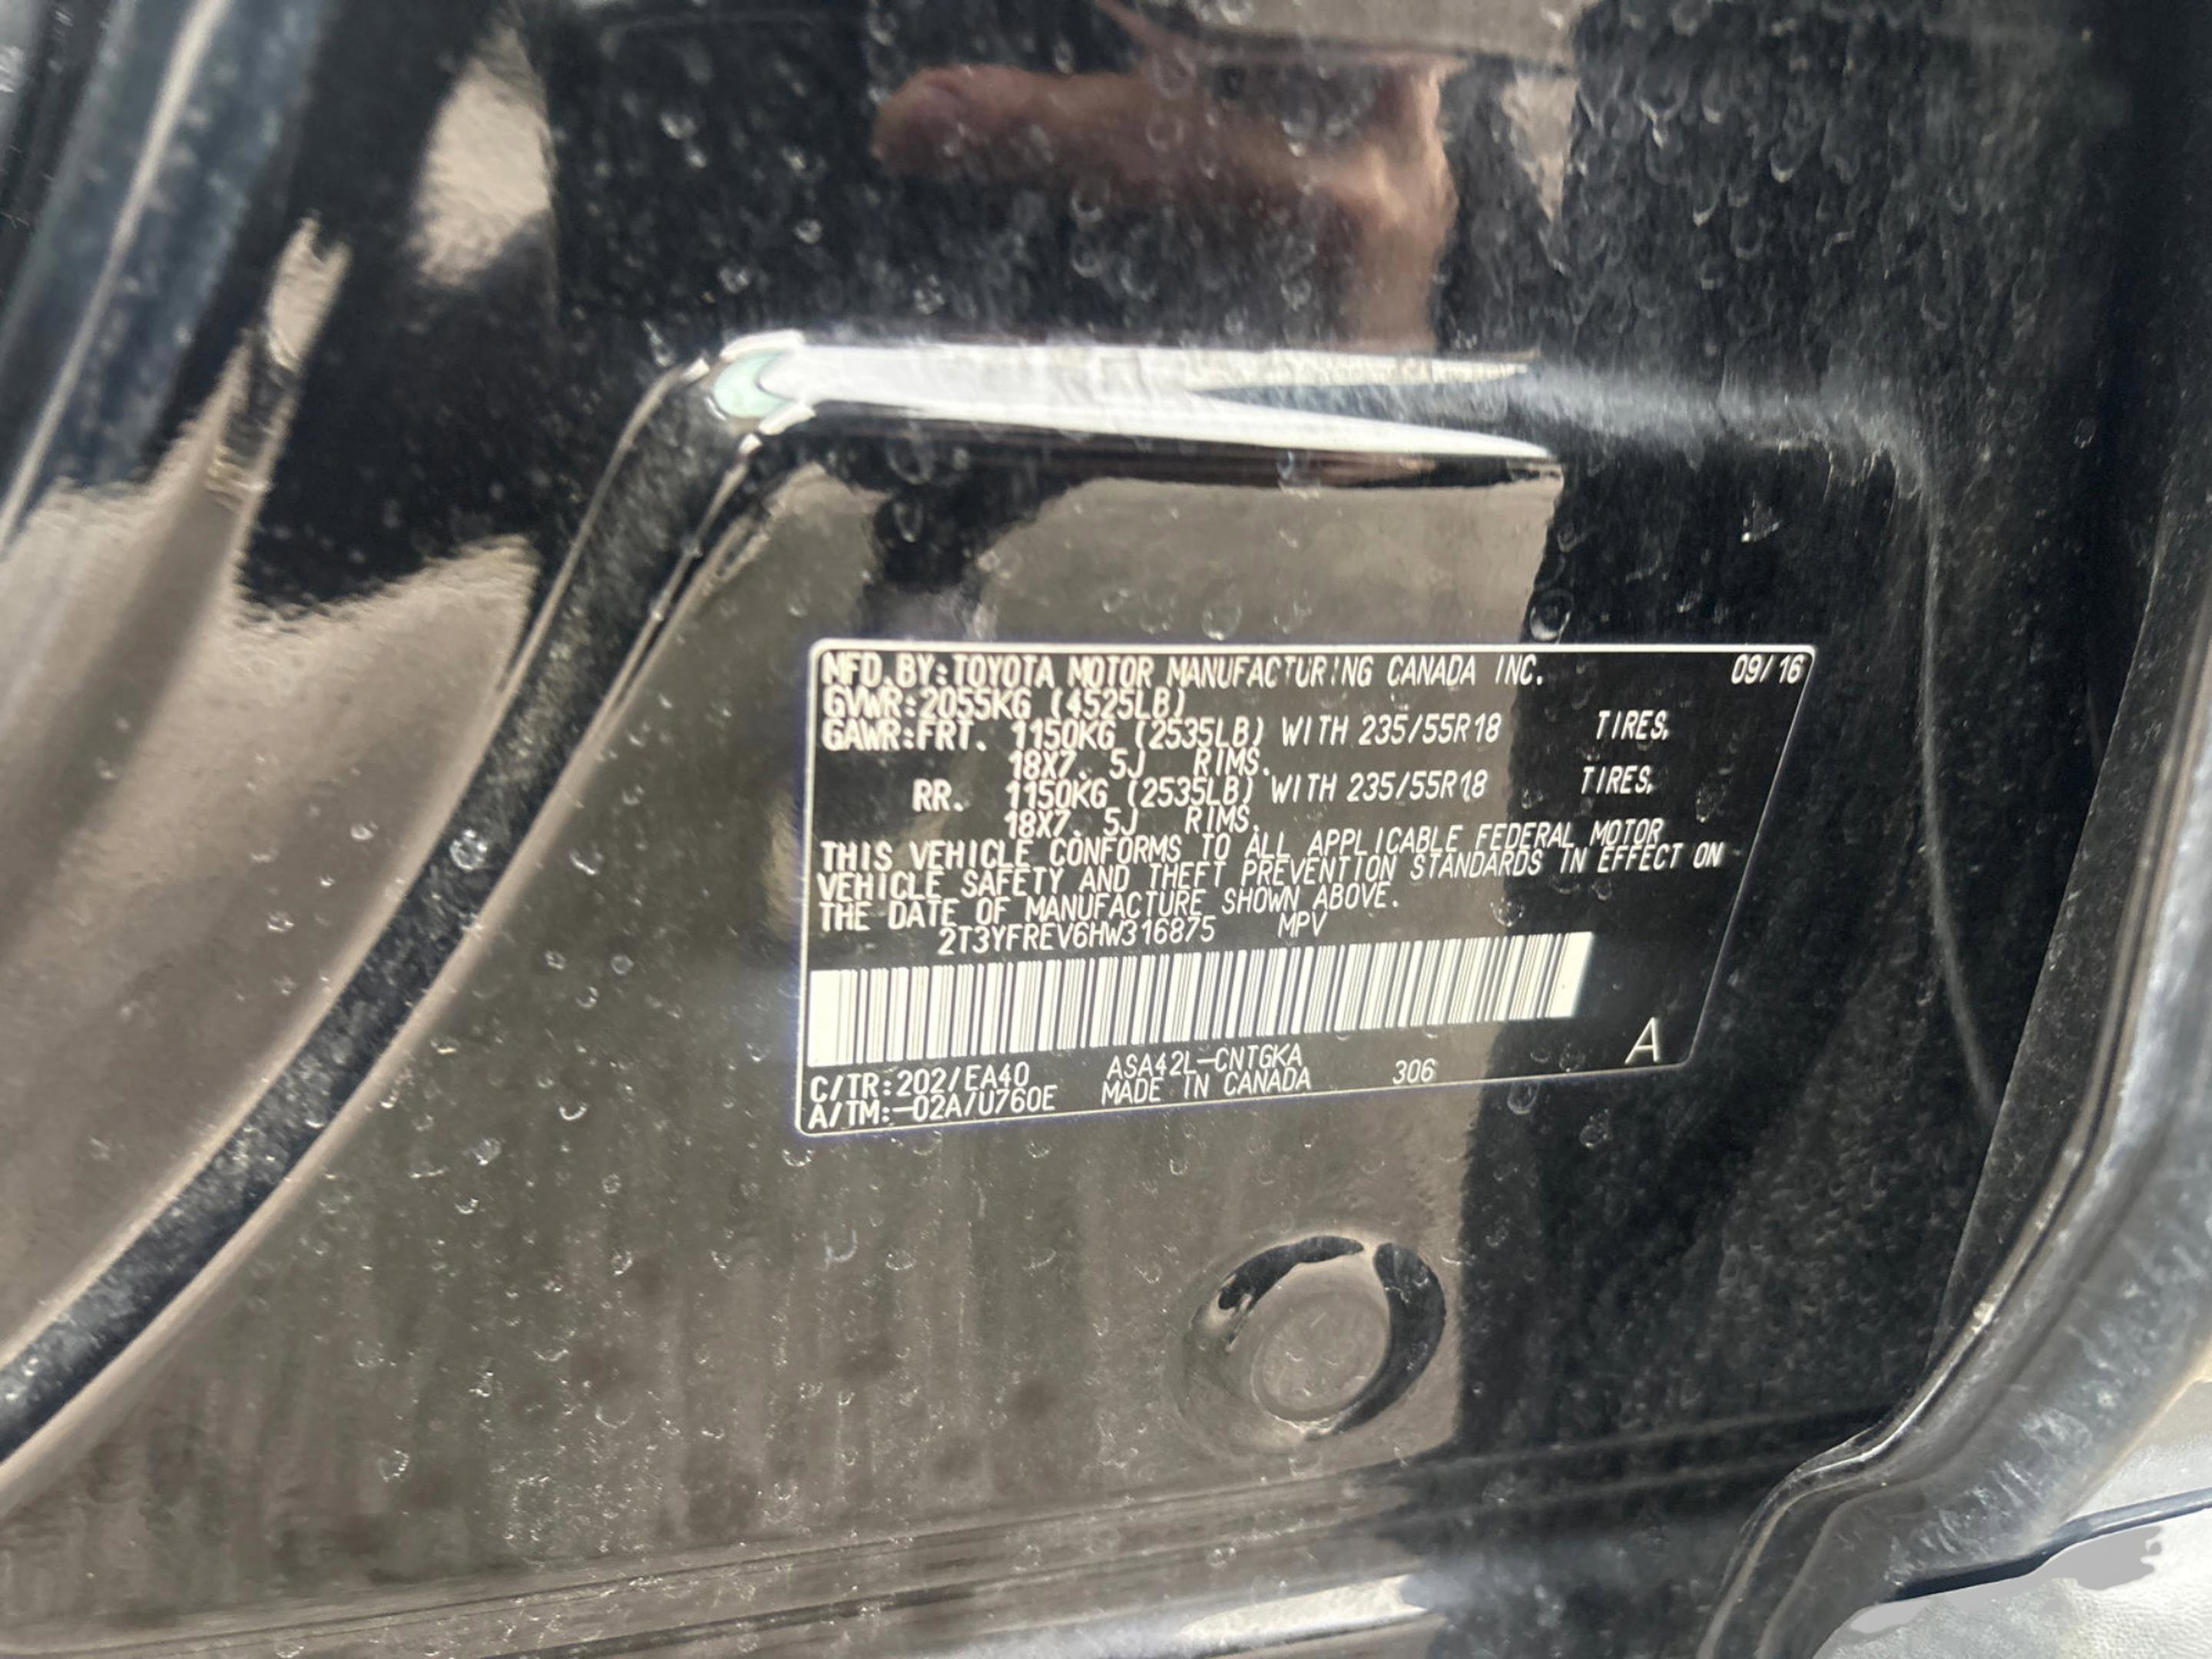 MFD.BY:TOYOTA MOTOR MANUFACTURING CANADA INC. 09/16
GVWR:2055KG (4525LB)
GAWR:FRT. 1150KG (2535LB) WITH 235/55R18 TIRES,
18X7.5J RIMS.
RR. 1150KG (2535LB) WITH 235/55R18 TIRES,
18X7.5J RIMS.
THIS VEHICLE CONFORMS TO ALL APPLICABLE FEDERAL MOTOR
VEHICLE SAFETY AND THEFT PREVENTION STANDARDS IN EFFECT ON
THE DATE OF MANUFACTURE SHOWN ABOVE.
2T3YFREV6HW316875 MPV
C/TR:202/EA40 ASA42L-CNTGKA 306 A
A/TM:-02A/U760E MADE IN CANADA